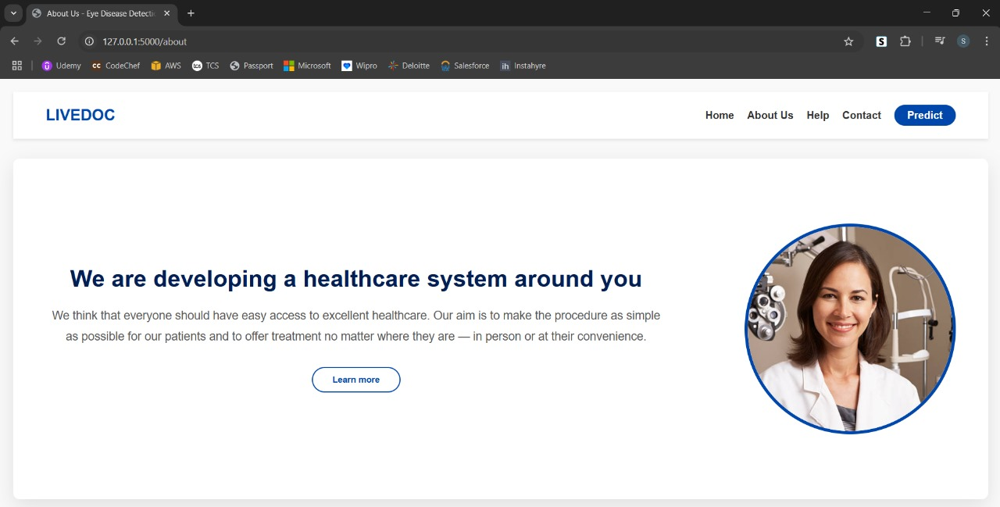 About Us - Eye Disease Detecti
127.0.0.1:5000/about
S
S
Udemy
CC CodeChef
AWS
tcs TCS
Passport
Microsoft
Wipro
Deloitte
Salesforce
ih Instahyre
LIVEDOC
Home About Us Help Contact Predict
We are developing a healthcare system around you
We think that everyone should have easy access to excellent healthcare. Our aim is to make the procedure as simple
as possible for our patients and to offer treatment no matter where they are — in person or at their convenience.
Learn more